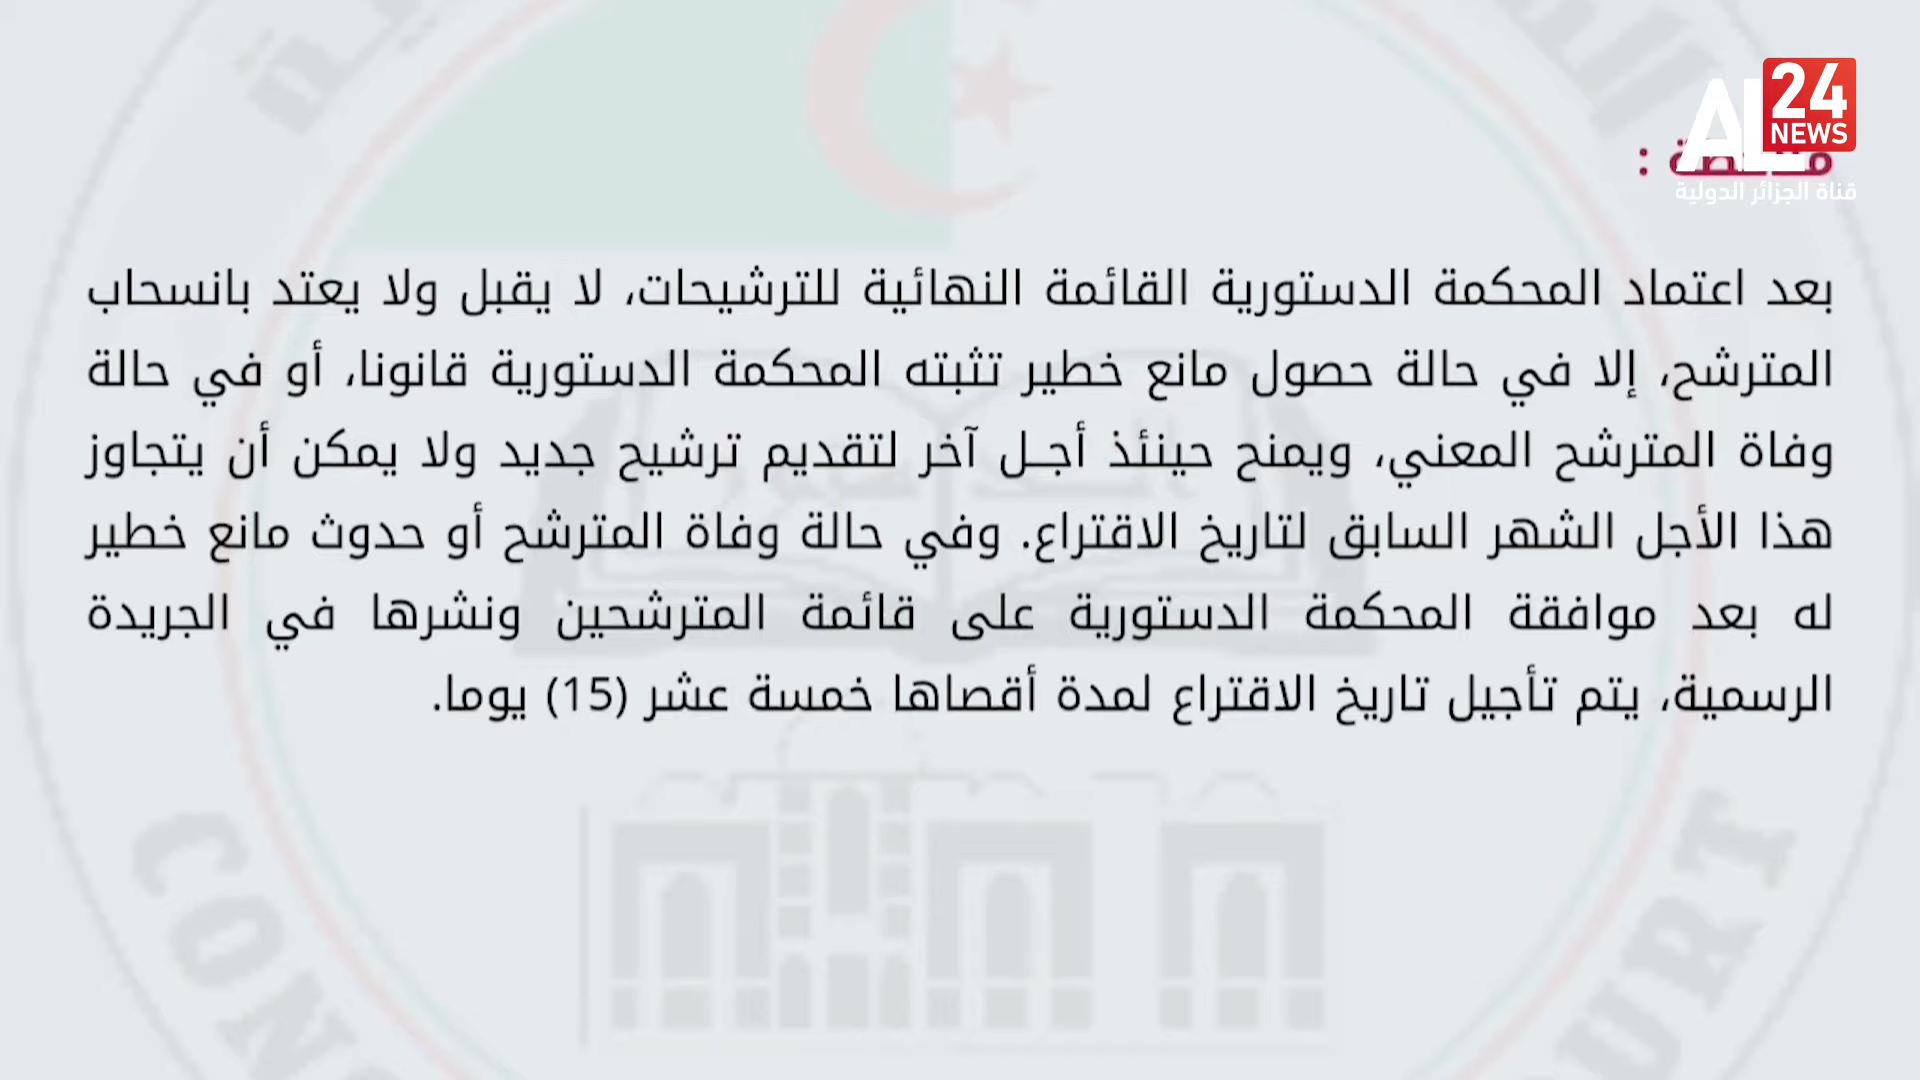 AL
24
NEWS
قناة الجزائر الدولية
:
بعد اعتماد المحكمة الدستورية القائمة النهائية للترشيحات، لا يقبل ولا يعتد بانسحاب
المترشح، إلا في حالة حصول مانع خطير تثبته المحكمة الدستورية قانونا، أو في حالة
وفاة المترشح المعني، ويمنح حينئذ أجـل آخر لتقديم ترشيح جديد ولا يمكن أن يتجاوز
هذا الأجل الشهر السابق لتاريخ الاقتراع. وفي حالة وفاة المترشح أو حدوث مانع خطير
له بعد موافقة المحكمة الدستورية على قائمة المترشحين ونشرها في الجريدة
الرسمية، يتم تأجيل تاريخ الاقتراع لمدة أقصاها خمسة عشر (15) يوما.